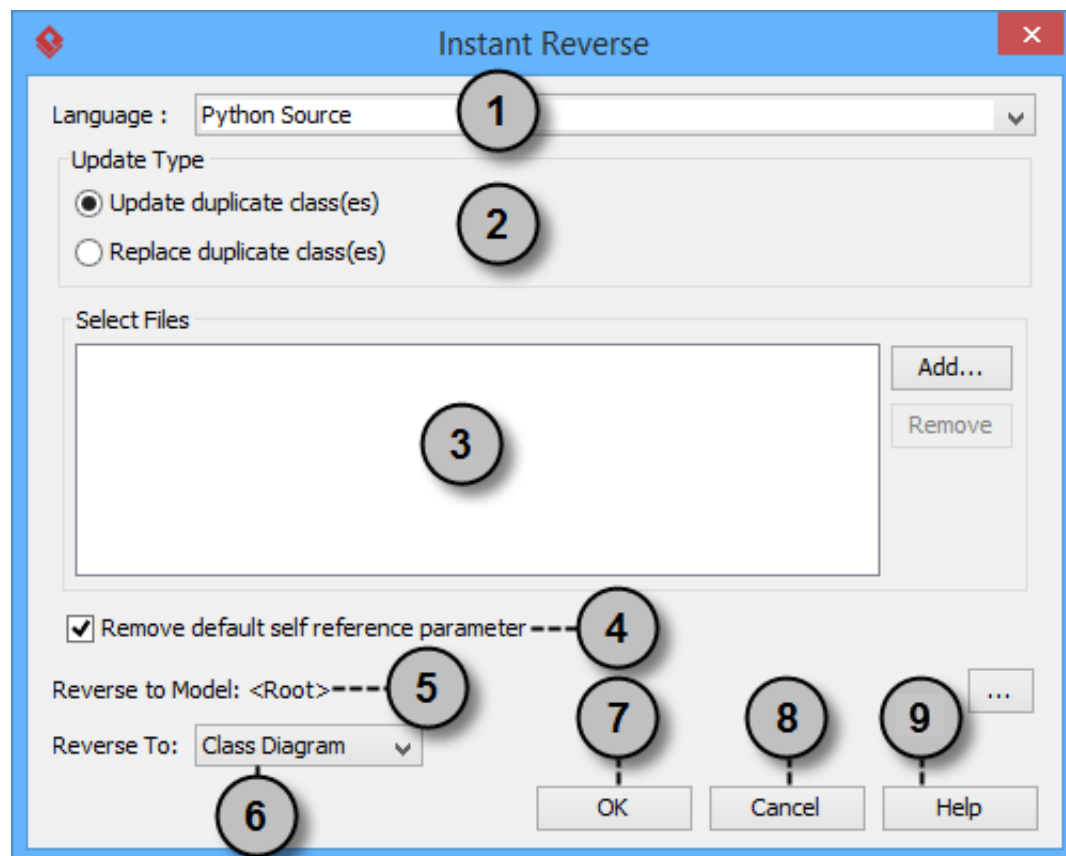 Instant Reverse
Language : Python Source 1
Update Type
Update duplicate class(es)
2
Replace duplicate class(es)
Select Files
Add...
Remove
3
Remove default self reference parameter 4
Reverse to Model: <Root> 5 ...
7 8 9
Reverse To: Class Diagram
6
OK Cancel Help